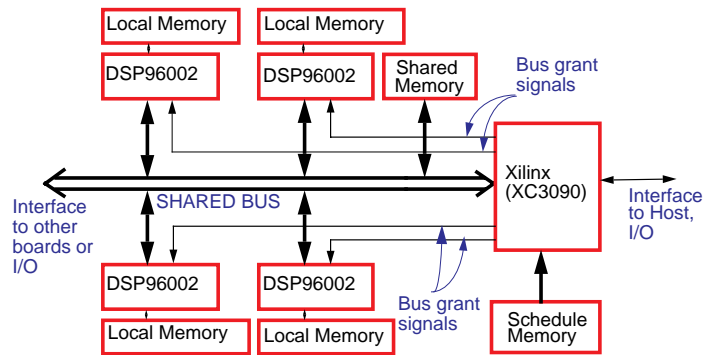 Local Memory
Local Memory
DSP96002
DSP96002
Shared
Memory
Bus grant
signals
Xilinx
(XC3090)
SHARED BUS
Interface
to other
boards or
I/O
Interface
to Host,
I/O
DSP96002
DSP96002
Bus grant
signals
Local Memory
Local Memory
Schedule
Memory